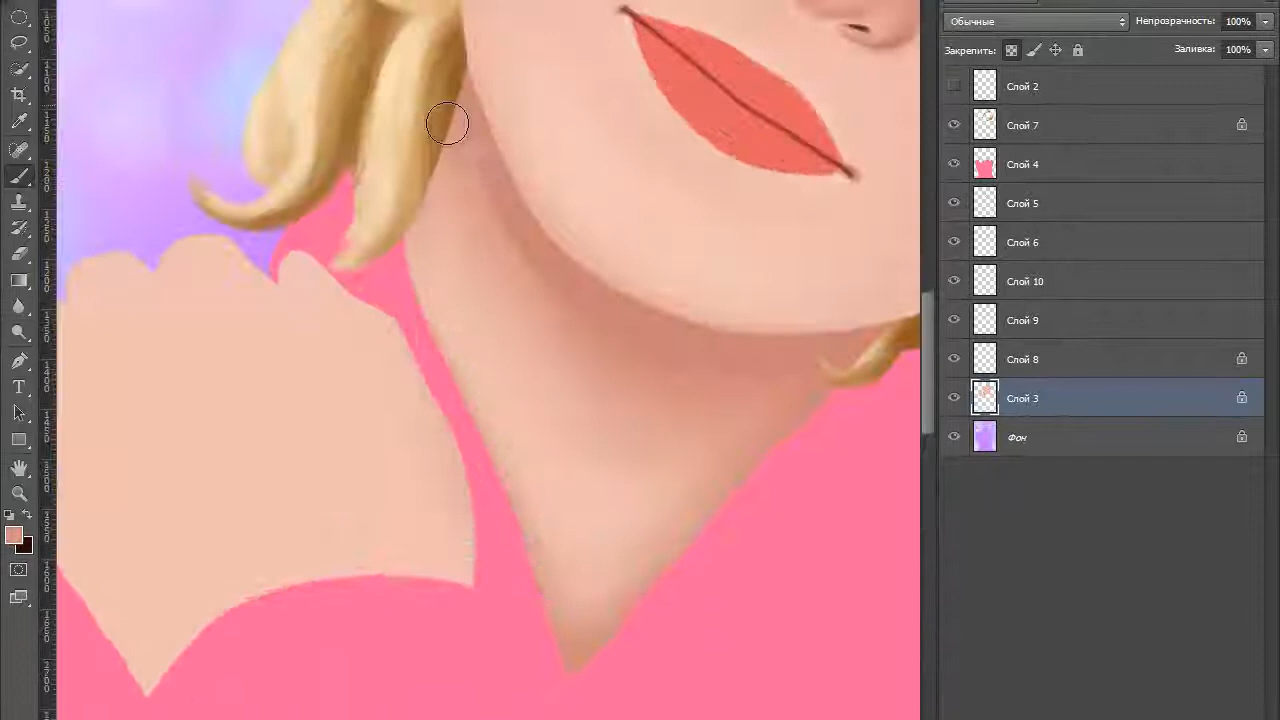 Обычные
Непрозрачность: 100%
Закрепить:
Заливка: 100%
Слой 2
Слой 7
Слой 4
Слой 5
Слой 6
Слой 10
Слой 9
Слой 8
Слой 3
Фон
T